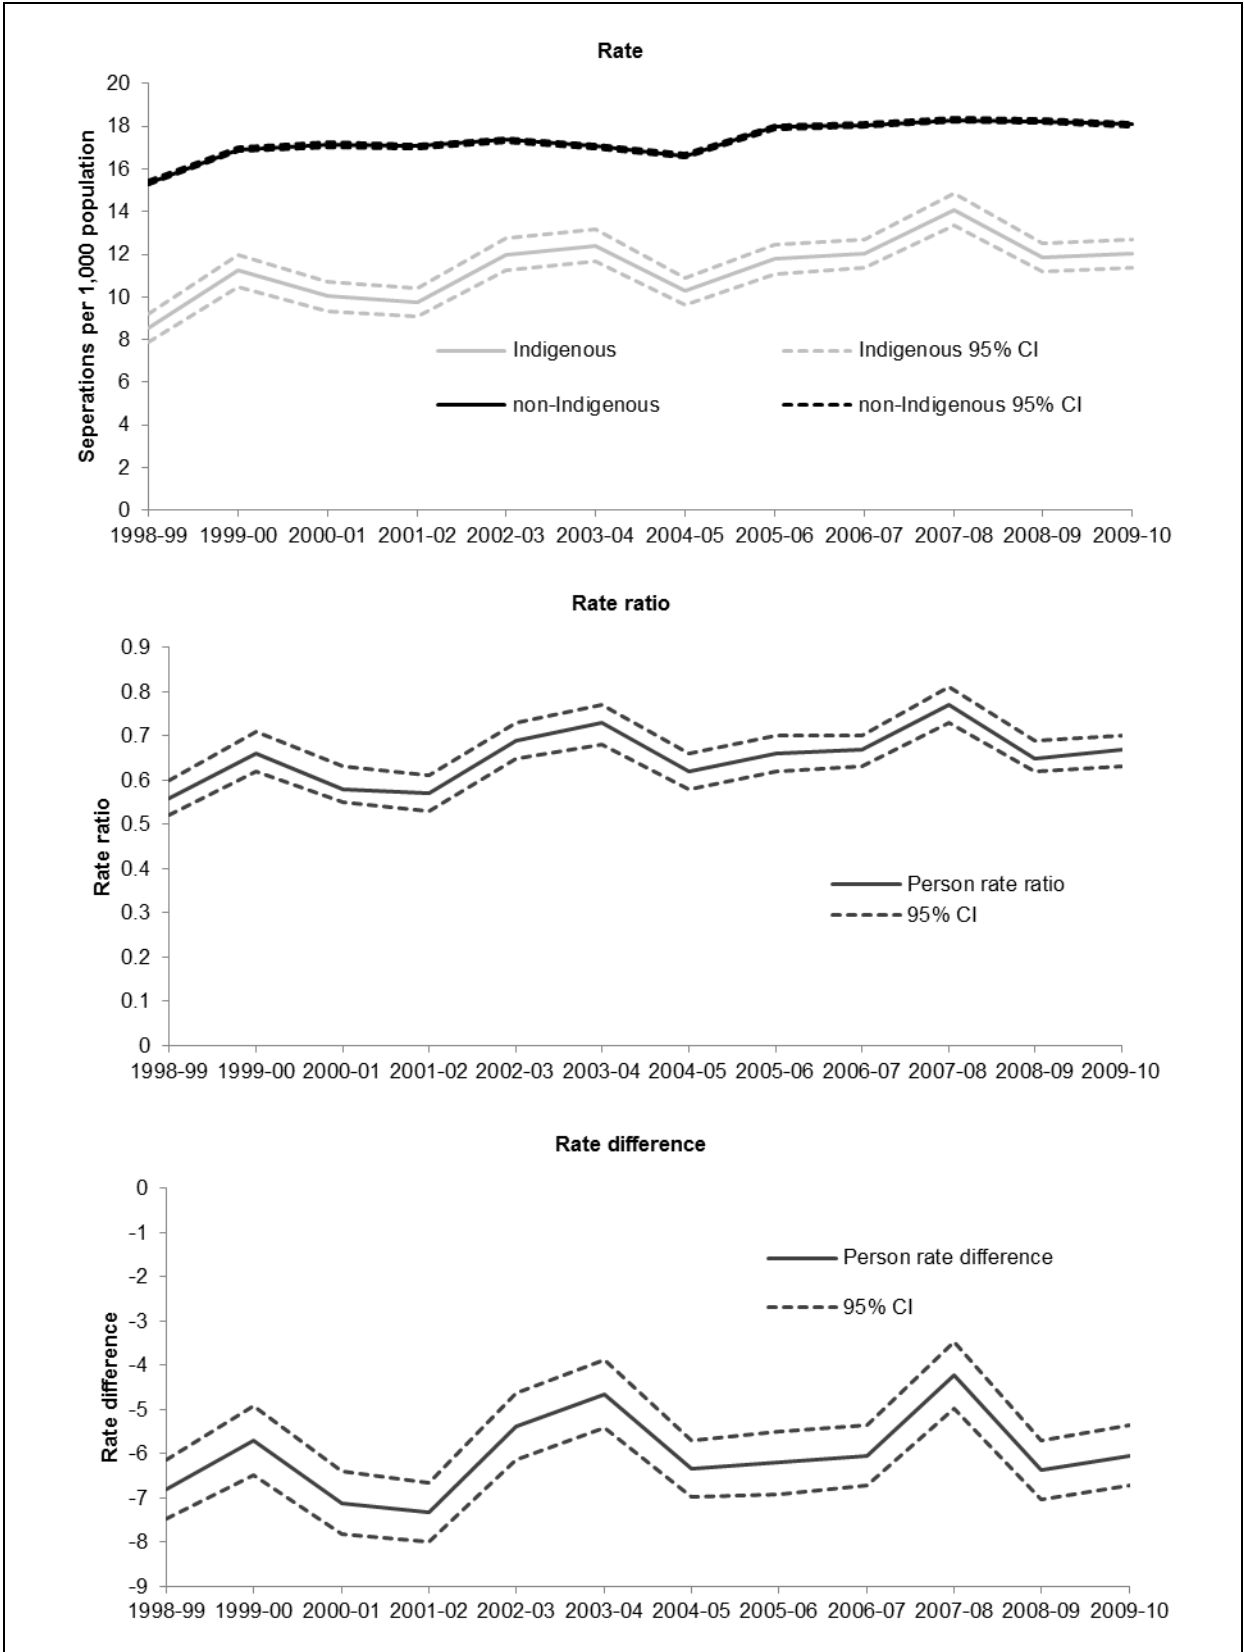 Rate
Seperations per 1,000 population
20
18
16
14
12
10
8
6
4
2
0
Indigenous
Indigenous 95% CI
non-Indigenous
non-Indigenous 95% CI
1998-99 1999-00 2000-01 2001-02 2002-03 2003-04 2004-05 2005-06 2006-07 2007-08 2008-09 2009-10
Rate ratio
Rate ratio
0.9
0.8
0.7
0.6
0.5
0.4
0.3
0.2
0.1
0
Person rate ratio
95% CI
1998-99 1999-00 2000-01 2001-02 2002-03 2003-04 2004-05 2005-06 2006-07 2007-08 2008-09 2009-10
Rate difference
Rate difference
0
-1
-2
-3
-4
-5
-6
-7
-8
-9
Person rate difference
95% CI
1998-99 1999-00 2000-01 2001-02 2002-03 2003-04 2004-05 2005-06 2006-07 2007-08 2008-09 2009-10